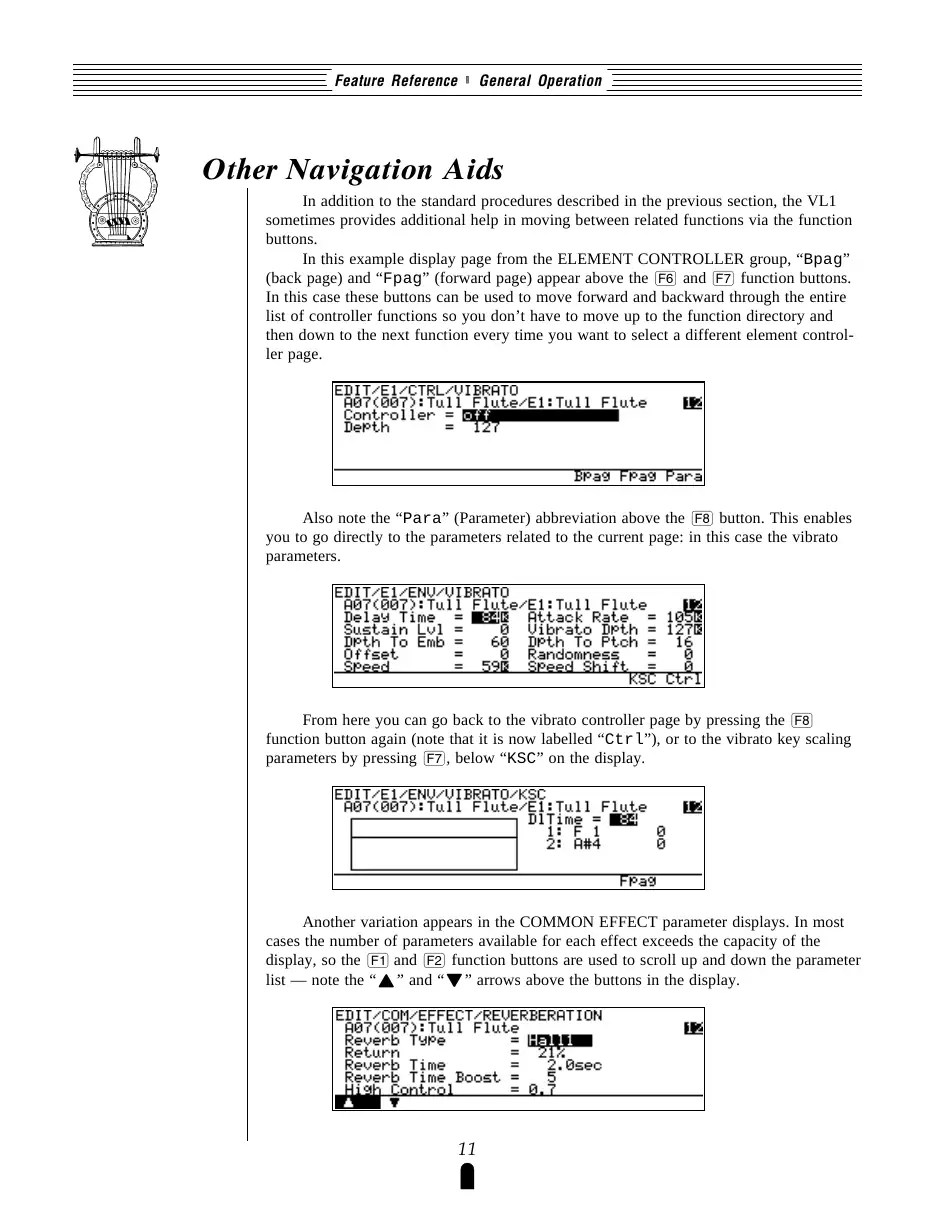 Feature Reference General Operation
Other Navigation Aids
In addition to the standard procedures described in the previous section, the VL1
sometimes provides additional help in moving between related functions via the function
buttons.
In this example display page from the ELEMENT CONTROLLER group, “Bpag”
(back page) and “Fpag” (forward page) appear above the F6 and F7 function buttons.
In this case these buttons can be used to move forward and backward through the entire
list of controller functions so you don’t have to move up to the function directory and
then down to the next function every time you want to select a different element control-
ler page.
EDIT/E1/CTRL/VIBRATO
A07(007):Tull Flute/E1:Tull Flute 12
Controller = off
Depth = 127
Bpag Fpag Para
Also note the “Para” (Parameter) abbreviation above the F8 button. This enables
you to go directly to the parameters related to the current page: in this case the vibrato
parameters.
EDIT/E1/ENV/VIBRATO
A07(007):Tull Flute/E1:Tull Flute 12
Delay Time = 84K Attack Rate = 105K
Sustain Lvl = 0 Vibrato Dpth = 127K
Dpth To Emb = 60 Dpth To Ptch = 16
Offset = 0 Randomness = 0
Speed = 59K Speed Shift = 0
KSC Ctrl
From here you can go back to the vibrato controller page by pressing the F8
function button again (note that it is now labelled “Ctrl”), or to the vibrato key scaling
parameters by pressing F7, below “KSC” on the display.
EDIT/E1/ENV/VIBRATO/KSC
A07(007):Tull Flute/E1:Tull Flute 12
DlTime = 84
1: F 1 0
2: A#4 0
Fpag
Another variation appears in the COMMON EFFECT parameter displays. In most
cases the number of parameters available for each effect exceeds the capacity of the
display, so the F1 and F2 function buttons are used to scroll up and down the parameter
list — note the “▲” and “▼” arrows above the buttons in the display.
EDIT/COM/EFFECT/REVERBERATION
A07(007):Tull Flute 12
Reverb Type = Hall1
Return = 21%
Reverb Time = 2.0sec
Reverb Time Boost = 5
High Control = 0.7
▲ ▼
11